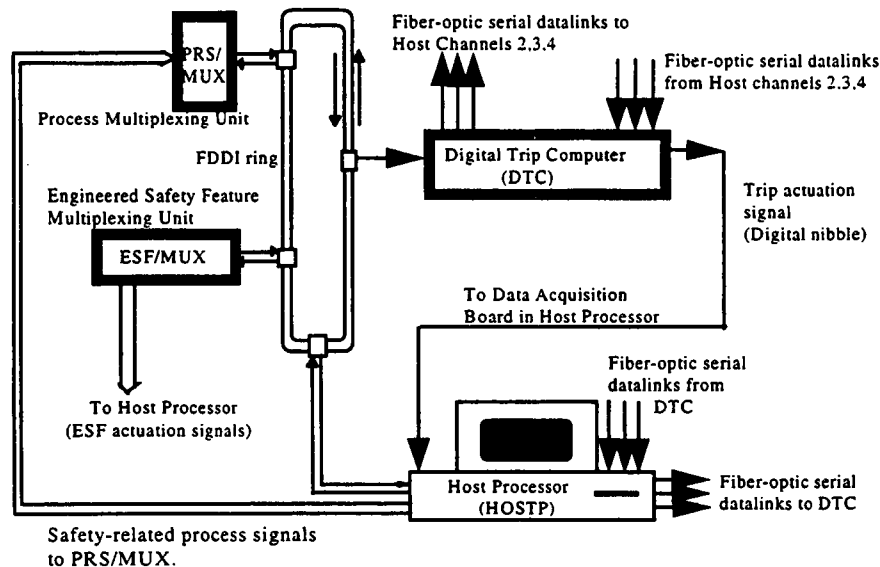 PRS/
MUX
Process Multiplexing Unit
Fiber-optic serial datalinks to
Host Channels 2,3,4
Fiber-optic serial datalinks
from Host channels 2,3,4
FDDI ring
Digital Trip Computer
(DTC)
Engineered Safety Feature
Multiplexing Unit
ESF/MUX
Trip actuation
signal
(Digital nibble)
To Data Acquisition
Board in Host Processor
Fiber-optic serial
datalinks from
DTC
To Host Processor
(ESF actuation signals)
Host Processor
(HOSTP)
Fiber-optic serial
datalinks to DTC
Safety-related process signals
to PRS/MUX.